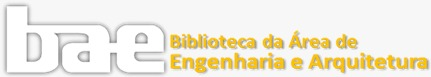 bae
Biblioteca da Área de
Engenharia e Arquitetura